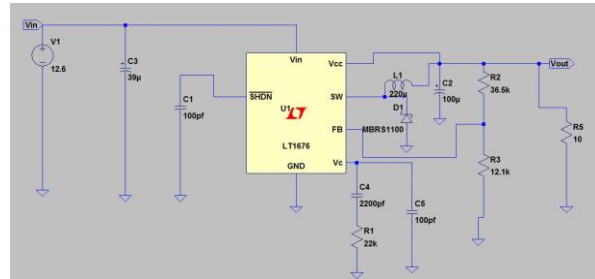 Vin
V1
12.6
C3
39µ
C1
100pf
Vin
Vcc
SHDN
SW
U1
FB
LT1676
Vc
GND
L1
220µ
D1
MBRS1100
C2
100µ
R2
36.5k
Vout
R3
12.1k
R5
10
C4
2200pf
C5
100pf
R1
22k